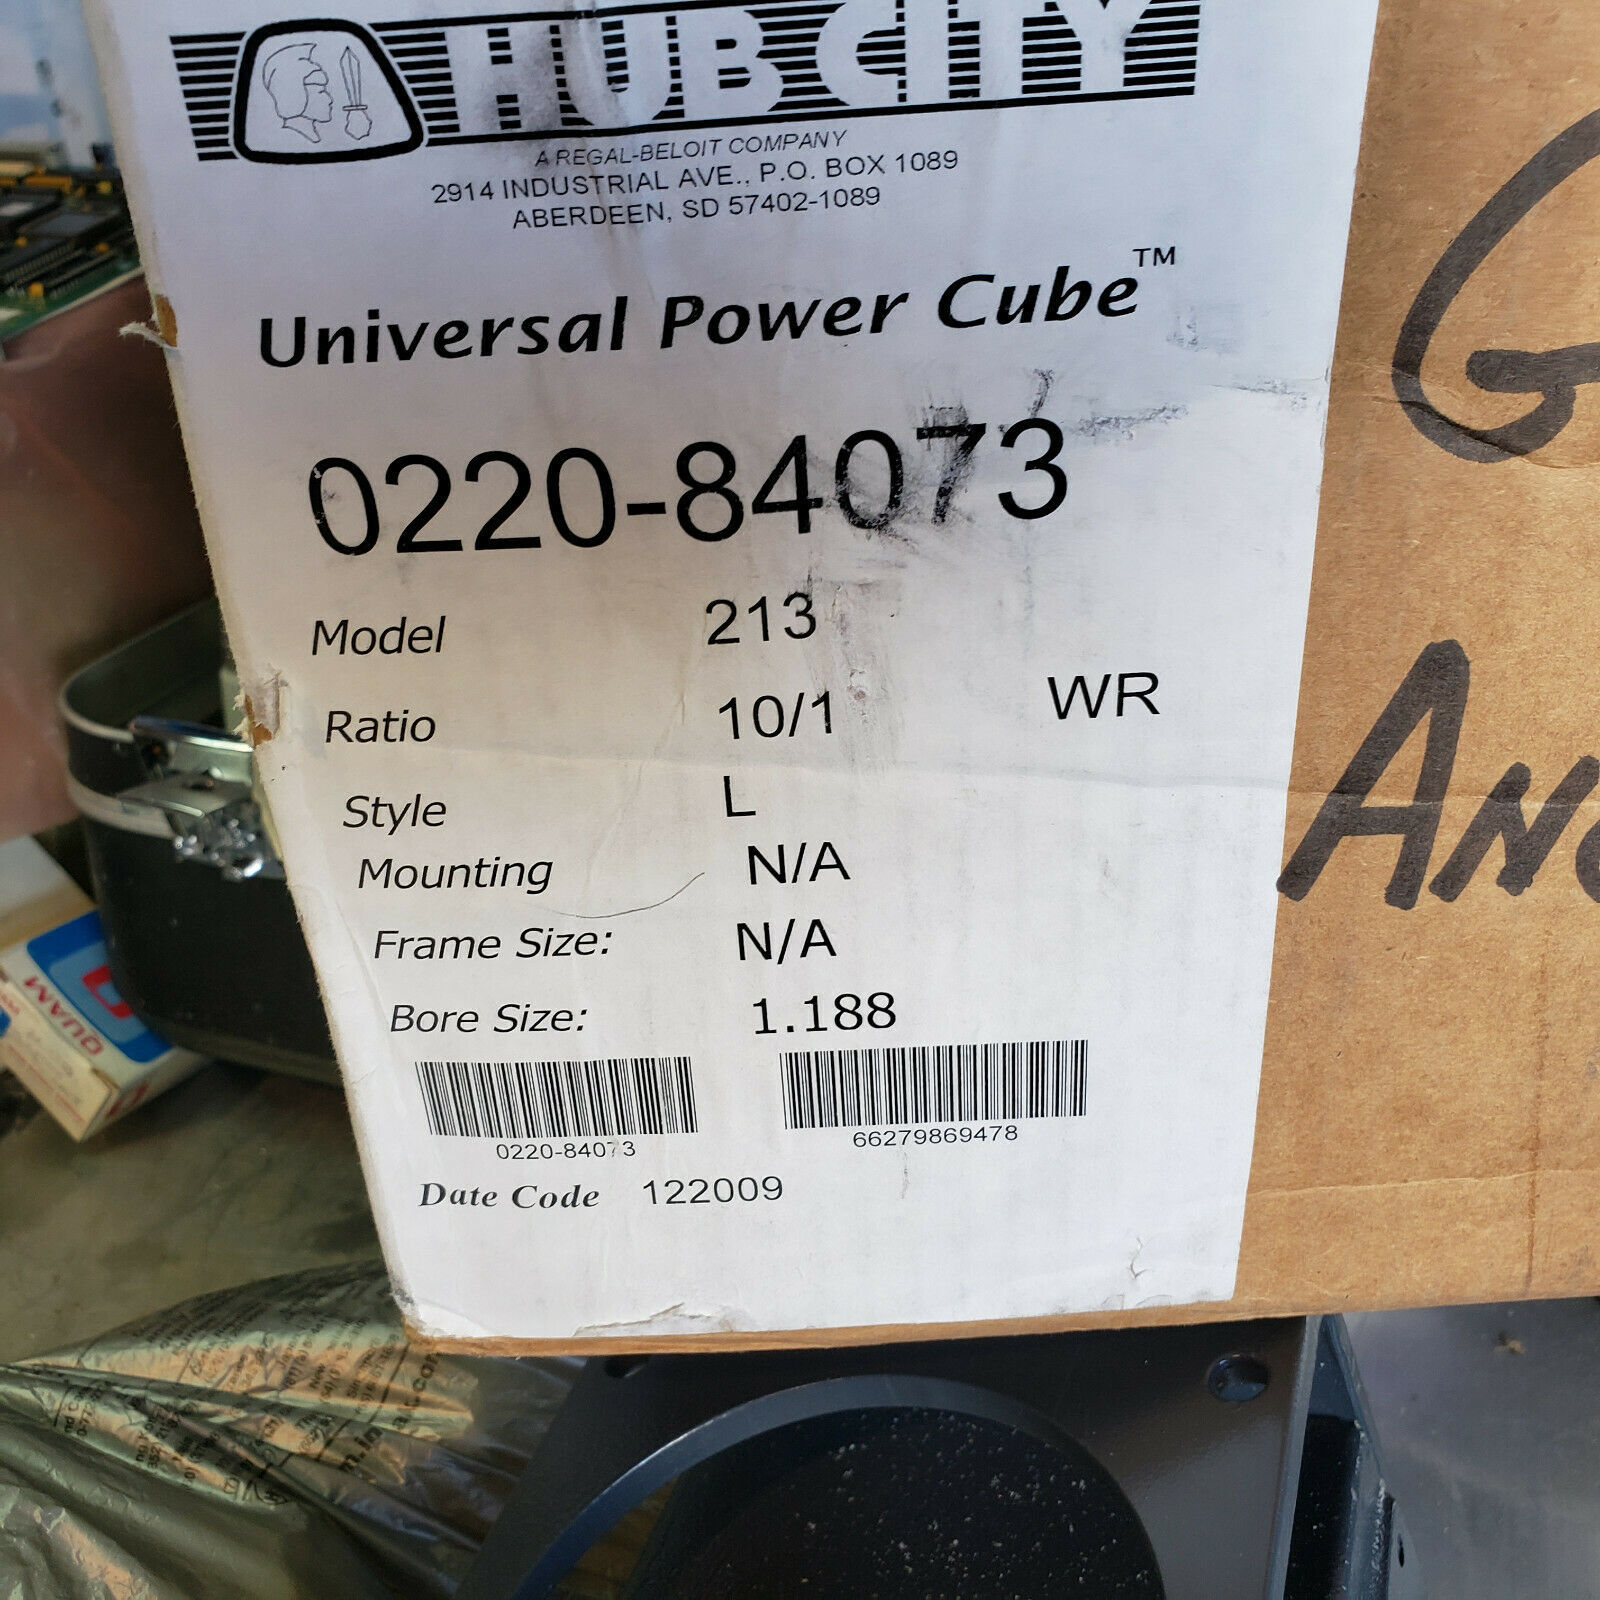 HUB CITY
A REGAL-BELOIT COMPANY
2914 INDUSTRIAL AVE., P.O. BOX 1089
ABERDEEN, SD 57402-1089
Universal Power Cube™
0220-84073
Model 213
Ratio 10/1 WR
Style L
Mounting N/A
Frame Size: N/A
Bore Size: 1.188
0220-84073 66279869478
Date Code 122009
G
AN
QUAM